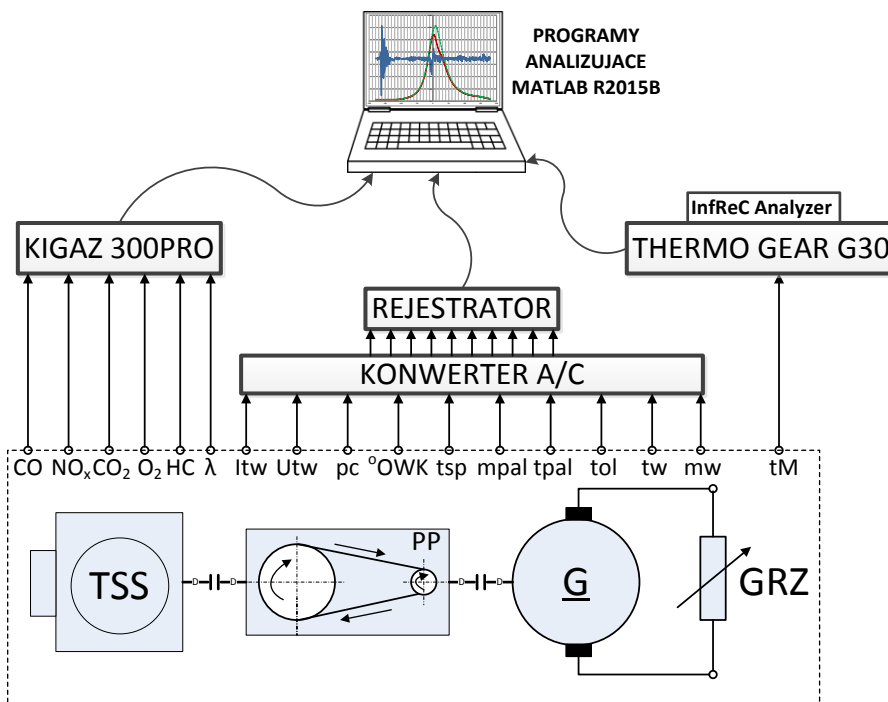 PROGRAMY
ANALIZUJACE
MATLAB R2015B
InfReC Analyzer
KIGAZ 300PRO
THERMO GEAR G30
REJESTRATOR
KONWERTER A/C
CO NOx CO2 O2 HC λ Itw Utw pc °OWK tsp mpal tpal tol tw mw tM
PP
TSS D D D D G GRZ